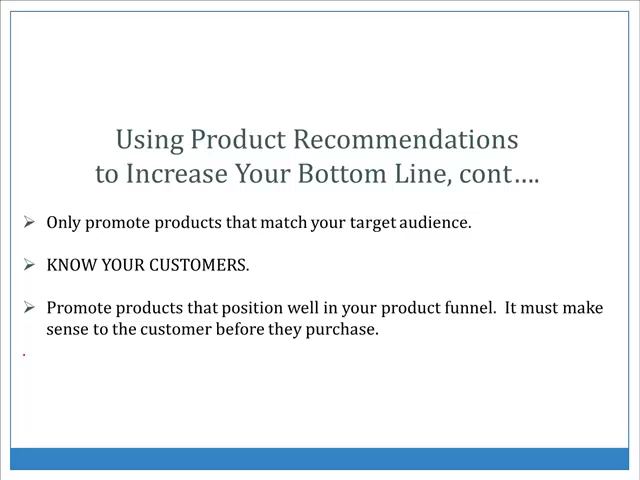 Using Product Recommendations
to Increase Your Bottom Line, cont….
➢ Only promote products that match your target audience.
➢ KNOW YOUR CUSTOMERS.
➢ Promote products that position well in your product funnel.  It must make
sense to the customer before they purchase.
.